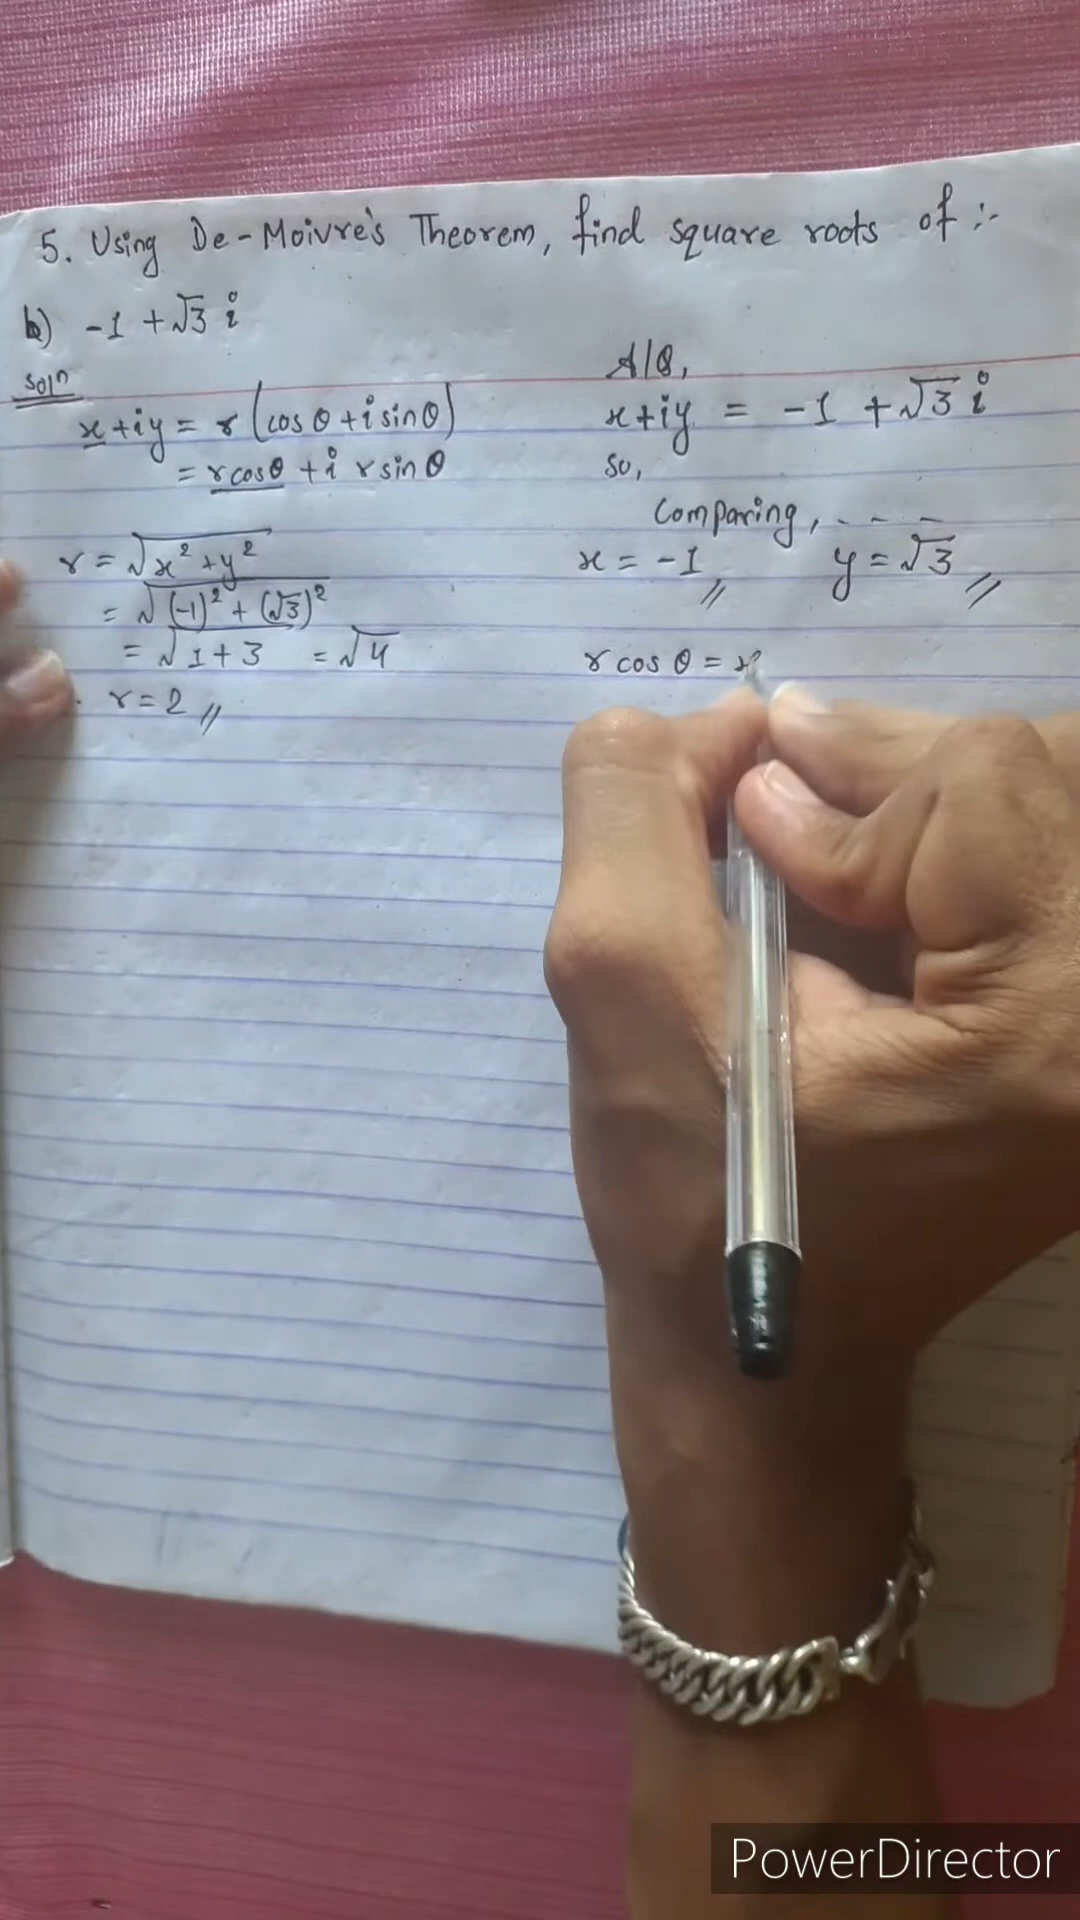 5. Using De-Moivre's Theorem, find square roots of :-
b) -1 + √3 i
Solⁿ
x+iy = r (cos θ + i sin θ)
= r cos θ + i r sin θ
r = √x² + y²
= √(-1)² + (√3)²
= √1+3 = √4
r = 2 //
A/Q,
x+iy = -1 + √3 i
so,
Comparing, - - -
x = -1 // y = √3 //
r cos θ = x
PowerDirector